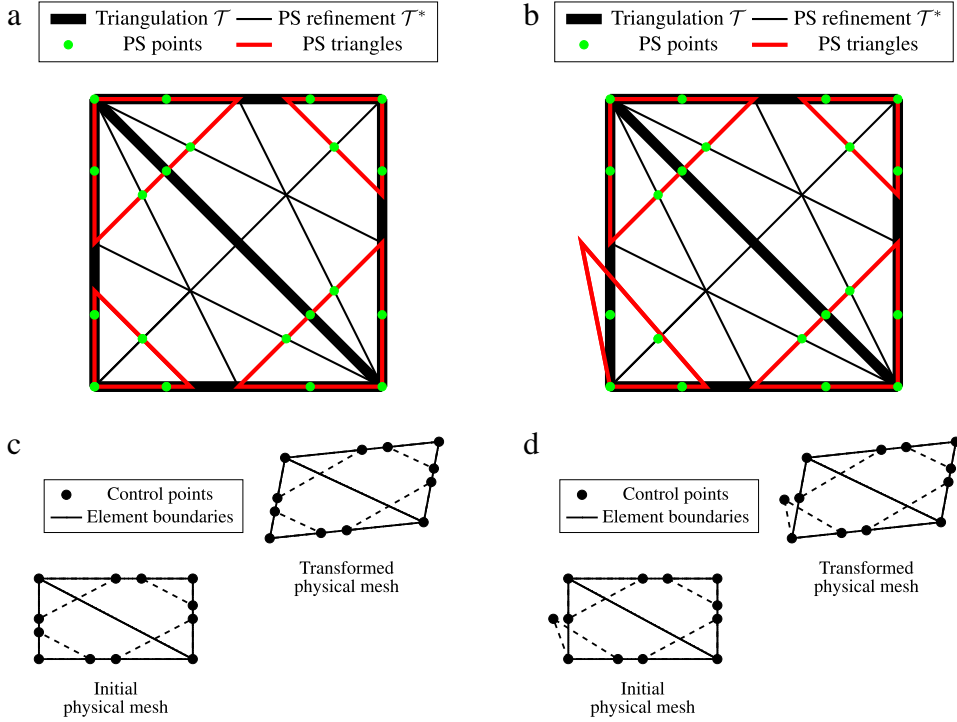 a
Triangulation 𝒯 PS refinement 𝒯*
PS points PS triangles
b
Triangulation 𝒯 PS refinement 𝒯*
PS points PS triangles
c
Control points
Element boundaries
Transformed
physical mesh
Initial
physical mesh
d
Control points
Element boundaries
Transformed
physical mesh
Initial
physical mesh